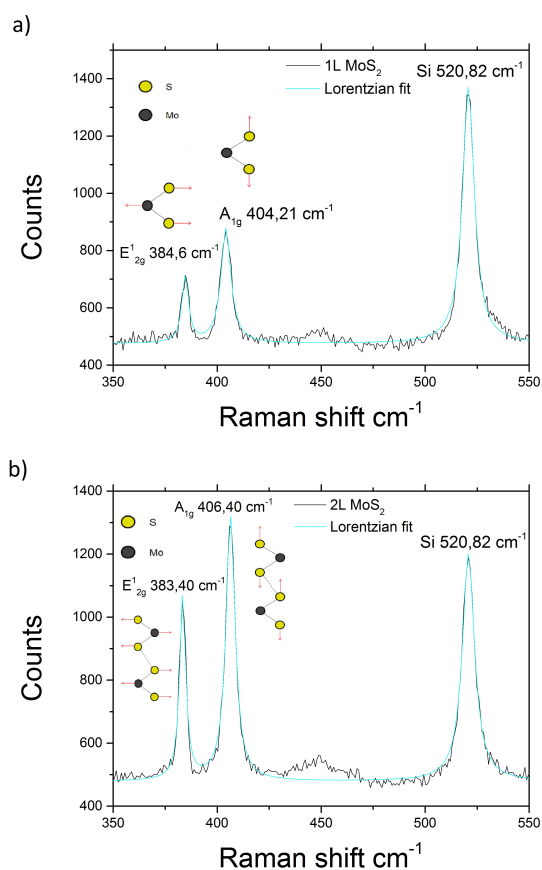 a)
1L MoS₂
Lorentzian fit
Si 520,82 cm⁻¹
S
Mo
A₁g 404,21 cm⁻¹
E¹₂g 384,6 cm⁻¹
Counts
1400
1200
1000
800
600
400
350 400 450 500 550
Raman shift cm⁻¹
b)
A₁g 406,40 cm⁻¹
2L MoS₂
Lorentzian fit
S
Mo
Si 520,82 cm⁻¹
E¹₂g 383,40 cm⁻¹
Counts
1400
1200
1000
800
600
400
350 400 450 500 550
Raman shift cm⁻¹